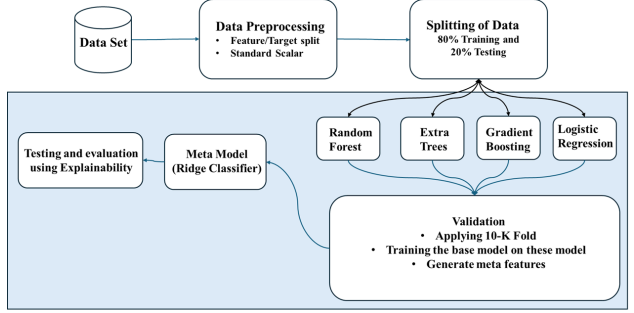 Data Set
Data Preprocessing
• Feature/Target split
• Standard Scalar
Splitting of Data
80% Training and
20% Testing
Random
Forest
Extra
Trees
Gradient
Boosting
Logistic
Regression
Testing and evaluation
using Explainability
Meta Model
(Ridge Classifier)
Validation
• Applying 10-K Fold
• Training the base model on these model
• Generate meta features